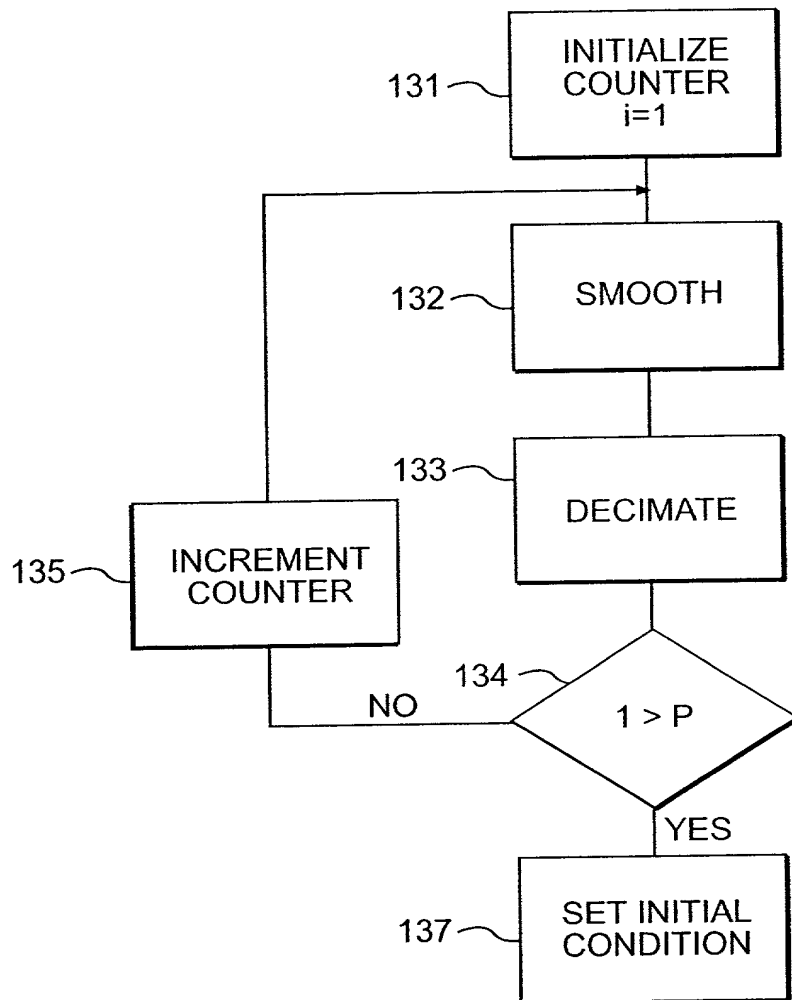 131
INITIALIZE
COUNTER
i=1
132
SMOOTH
133
DECIMATE
135
INCREMENT
COUNTER
134
1 > P
NO
YES
137
SET INITIAL
CONDITION